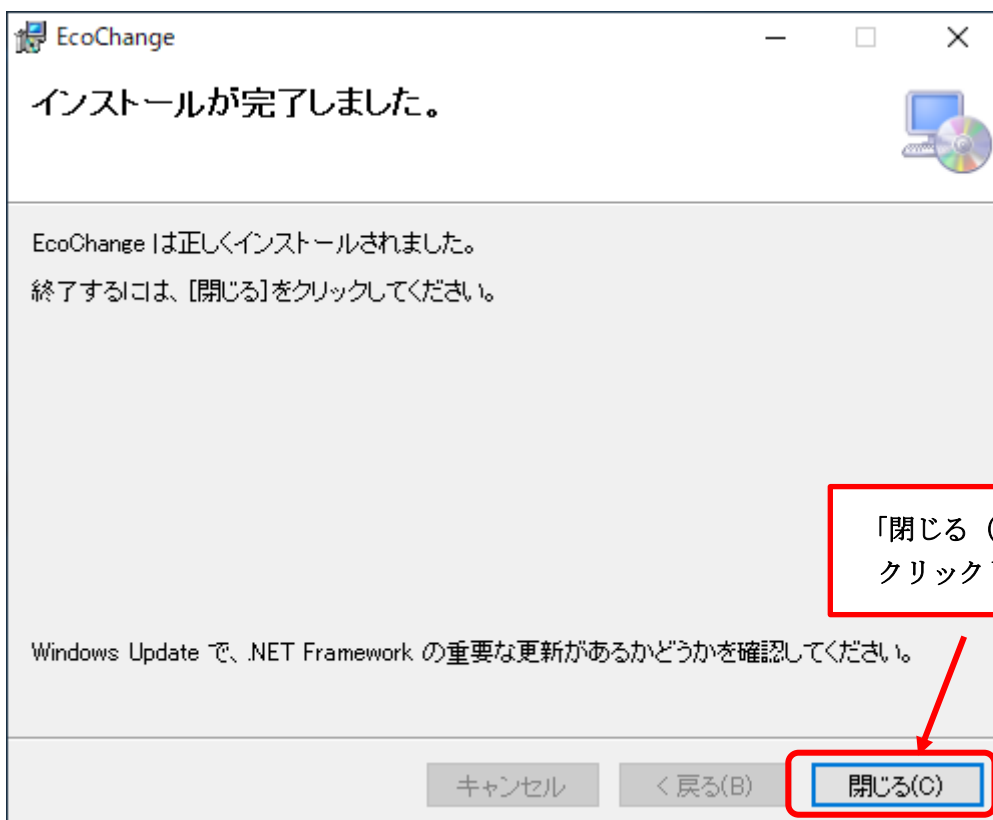 EcoChange
インストールが完了しました。
EcoChange は正しくインストールされました。
終了するには、[閉じる]をクリックしてください。
「閉じる（
クリック
Windows Update で、.NET Framework の重要な更新があるかどうかを確認してください。
キャンセル
< 戻る(B)
閉じる(C)